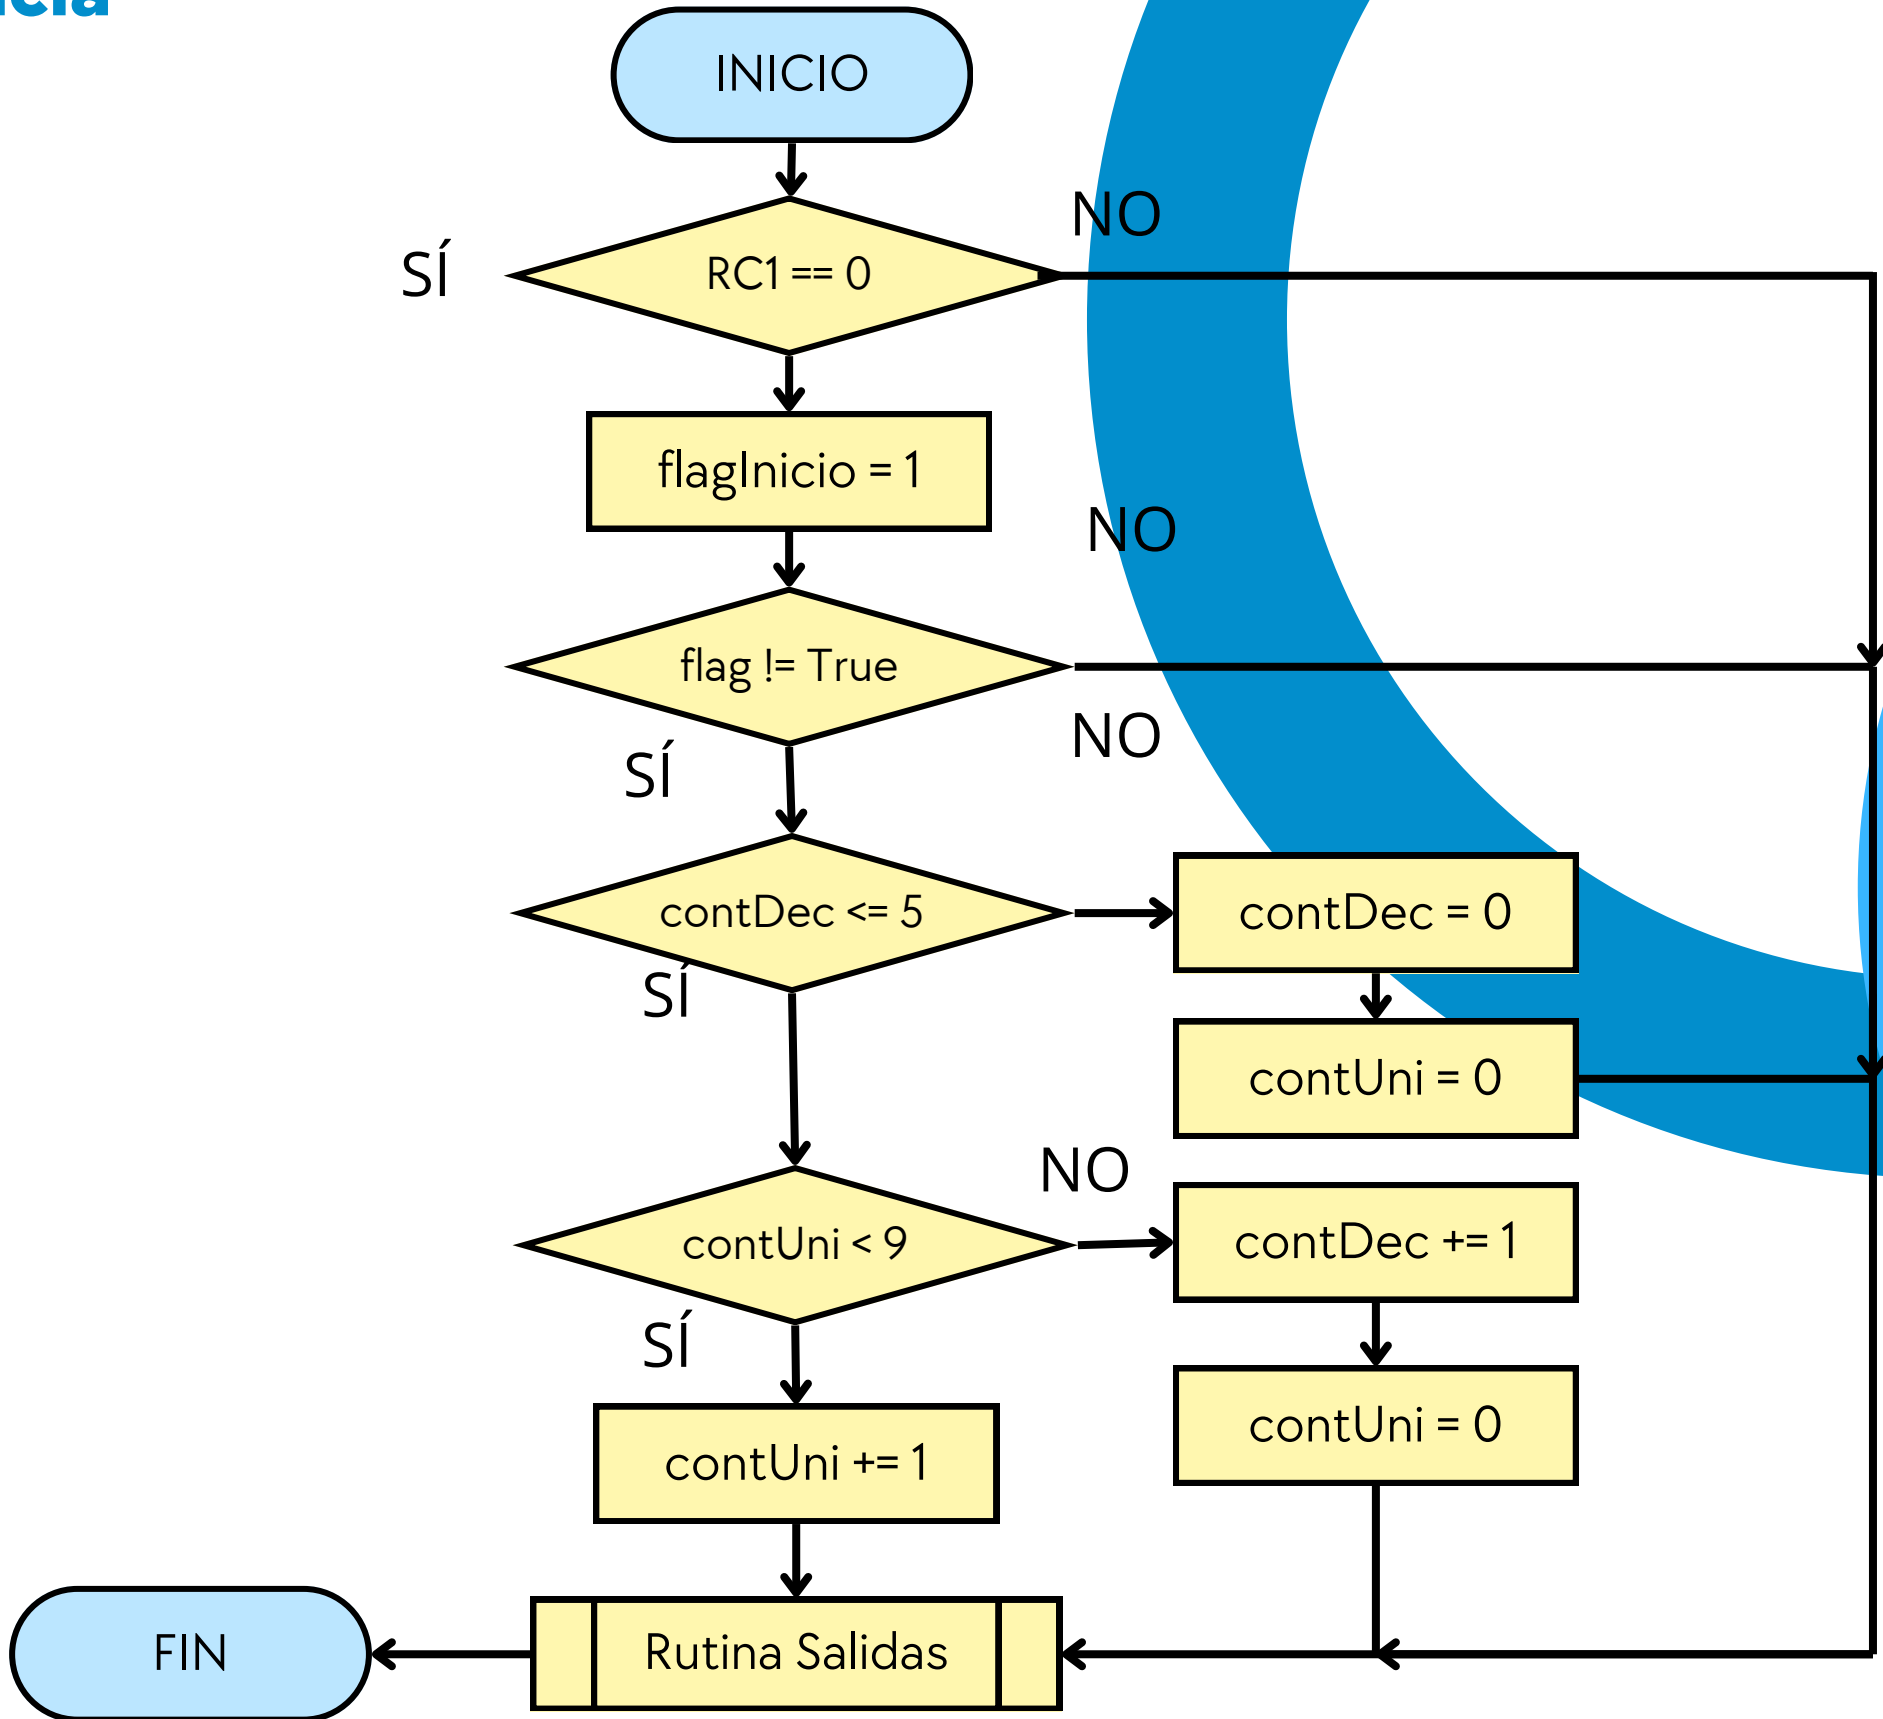 INICIO
NO
SÍ
RC1 == 0
flagInicio = 1
NO
flag != True
NO
SÍ
contDec <= 5
contDec = 0
SÍ
contUni = 0
NO
contUni < 9
contDec += 1
SÍ
contUni = 0
contUni += 1
FIN
Rutina Salidas